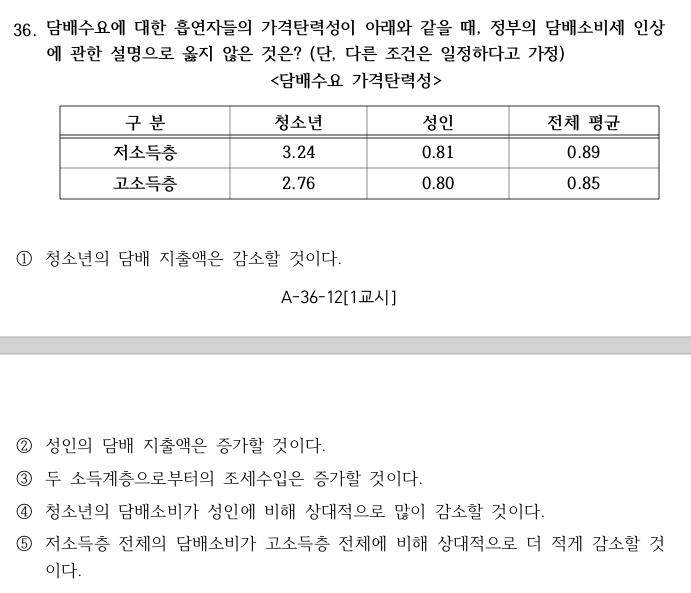 36. 담배수요에 대한 흡연자들의 가격탄력성이 아래와 같을 때, 정부의 담배소비세 인상
에 관한 설명으로 옳지 않은 것은? (단, 다른 조건은 일정하다고 가정)
<담배수요 가격탄력성>
구 분 청소년 성인 전체 평균
저소득층 3.24 0.81 0.89
고소득층 2.76 0.80 0.85
① 청소년의 담배 지출액은 감소할 것이다.
A-36-12[1교시]
② 성인의 담배 지출액은 증가할 것이다.
③ 두 소득계층으로부터의 조세수입은 증가할 것이다.
④ 청소년의 담배소비가 성인에 비해 상대적으로 많이 감소할 것이다.
⑤ 저소득층 전체의 담배소비가 고소득층 전체에 비해 상대적으로 더 적게 감소할 것
이다.